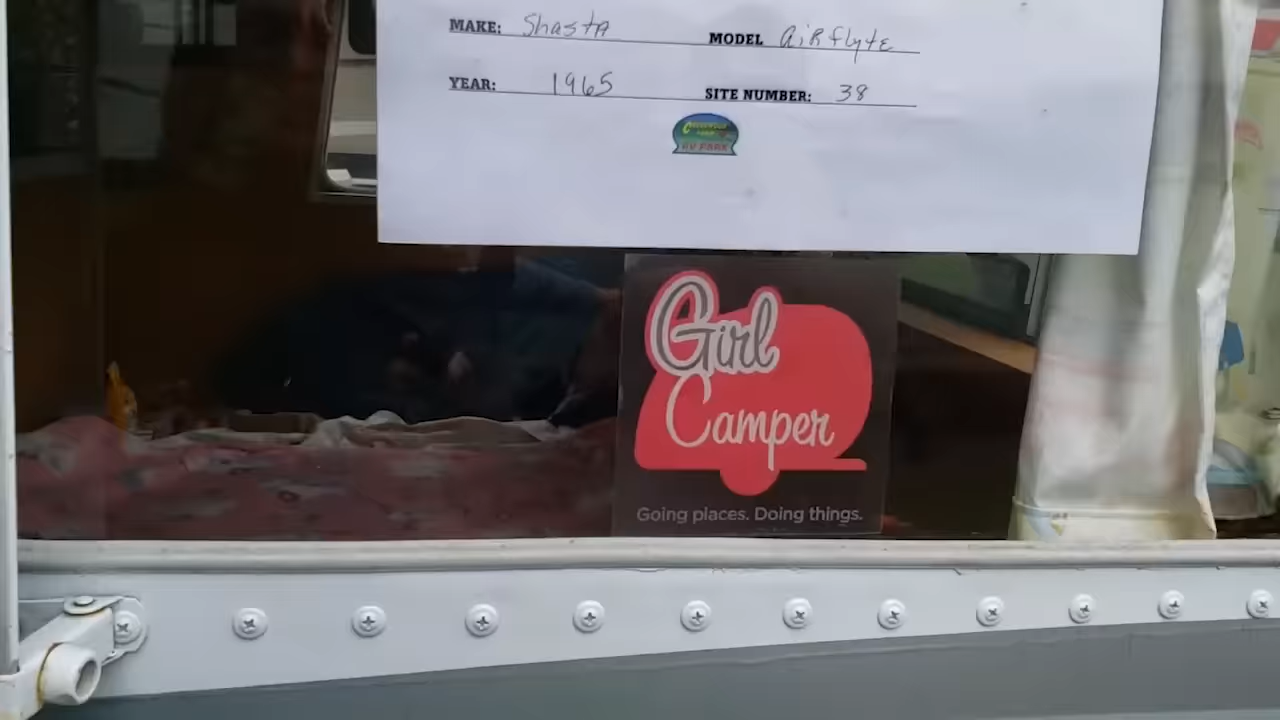 MAKE: Shasta MODEL Airflyte
YEAR: 1965 SITE NUMBER: 38
RV PARK
Girl
Camper
Going places. Doing things.